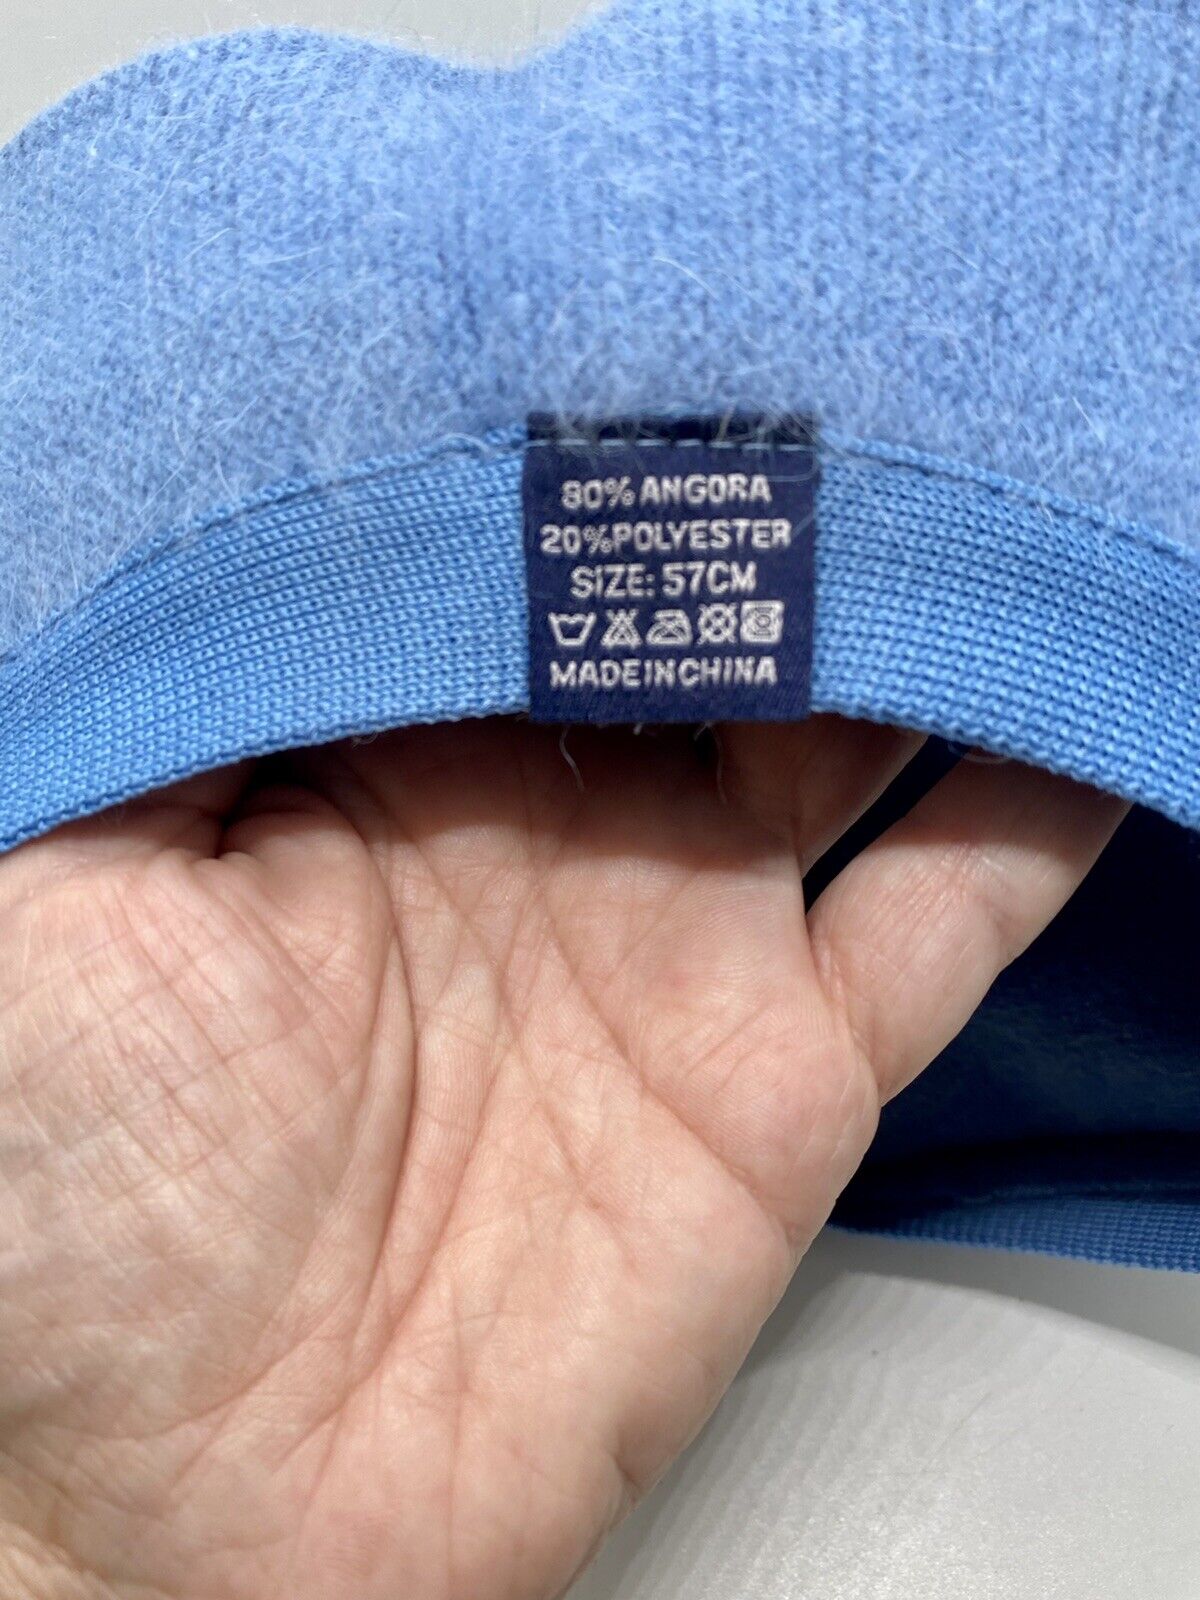 80% ANGORA
20%POLYESTER
SIZE: 57CM
MADEINCHINA